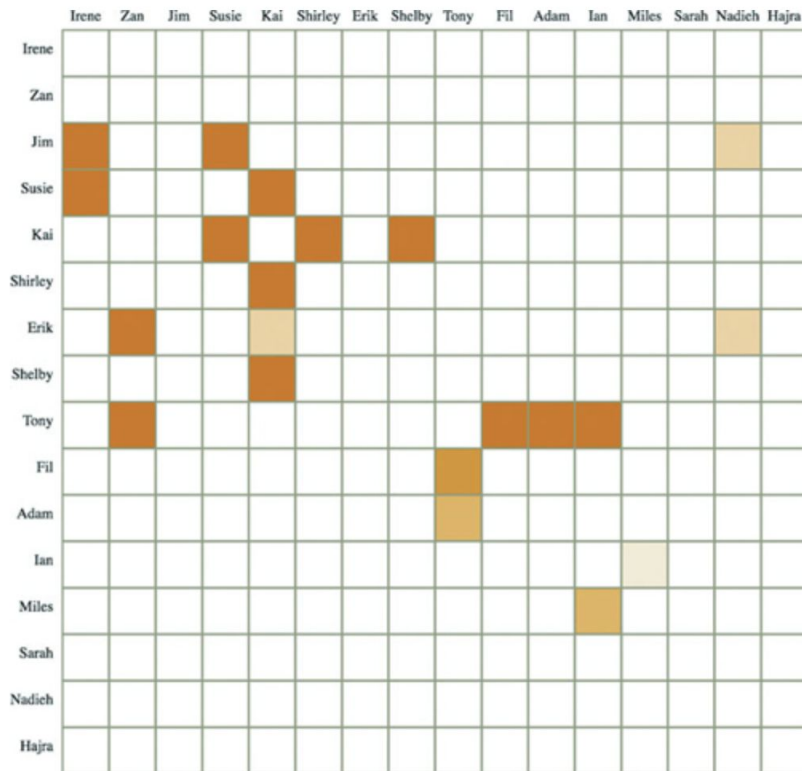 Irene Zan Jim Susie Kai Shirley Erik Shelby Tony Fil Adam Ian Miles Sarah Nadieh Hajra
Irene
Zan
Jim
Susie
Kai
Shirley
Erik
Shelby
Tony
Fil
Adam
Ian
Miles
Sarah
Nadieh
Hajra